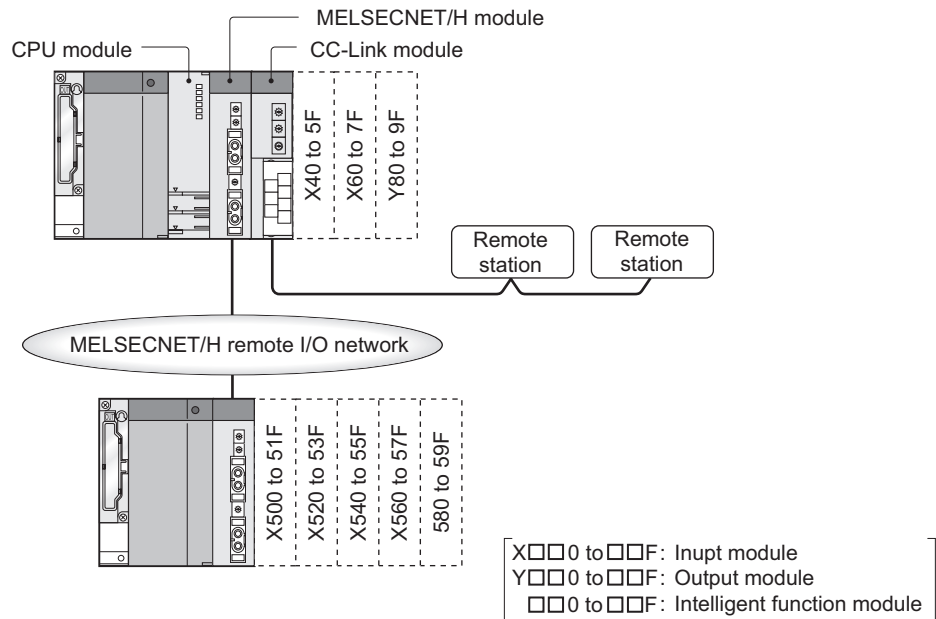 MELSECNET/H module
CPU module
CC-Link module
X40 to 5F
X60 to 7F
Y80 to 9F
Remote
station
Remote
station
MELSECNET/H remote I/O network
X500 to 51F
X520 to 53F
X540 to 55F
X560 to 57F
580 to 59F
X□□0 to □□F: Inupt module
Y□□0 to □□F: Output module
□□0 to □□F: Intelligent function module